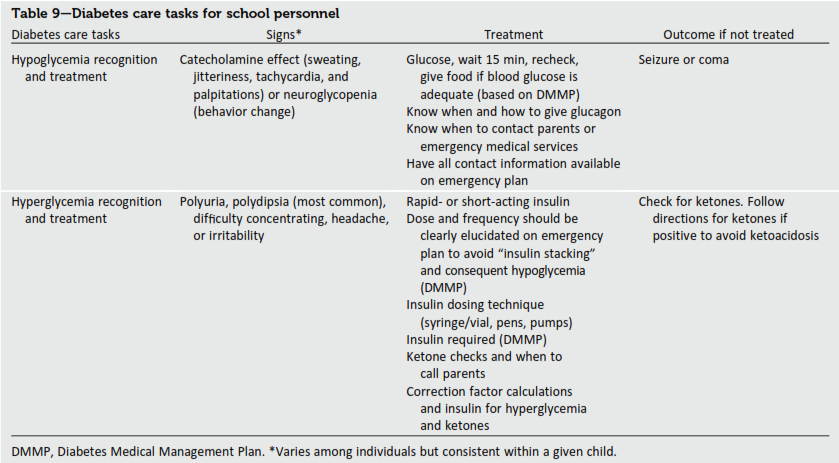 Table 9—Diabetes care tasks for school personnel
Diabetes care tasks Signs* Treatment Outcome if not treated
Hypoglycemia recognition
and treatment
Catecholamine effect (sweating,
jitteriness, tachycardia, and
palpitations) or neuroglycopenia
(behavior change)
Glucose, wait 15 min, recheck,
give food if blood glucose is
adequate (based on DMMP)
Know when and how to give glucagon
Know when to contact parents or
emergency medical services
Have all contact information available
on emergency plan
Seizure or coma
Hyperglycemia recognition
and treatment
Polyuria, polydipsia (most common),
difficulty concentrating, headache,
or irritability
Rapid- or short-acting insulin
Dose and frequency should be
clearly elucidated on emergency
plan to avoid “insulin stacking”
and consequent hypoglycemia
(DMMP)
Insulin dosing technique
(syringe/vial, pens, pumps)
Insulin required (DMMP)
Ketone checks and when to
call parents
Correction factor calculations
and insulin for hyperglycemia
and ketones
Check for ketones. Follow
directions for ketones if
positive to avoid ketoacidosis
DMMP, Diabetes Medical Management Plan. *Varies among individuals but consistent within a given child.